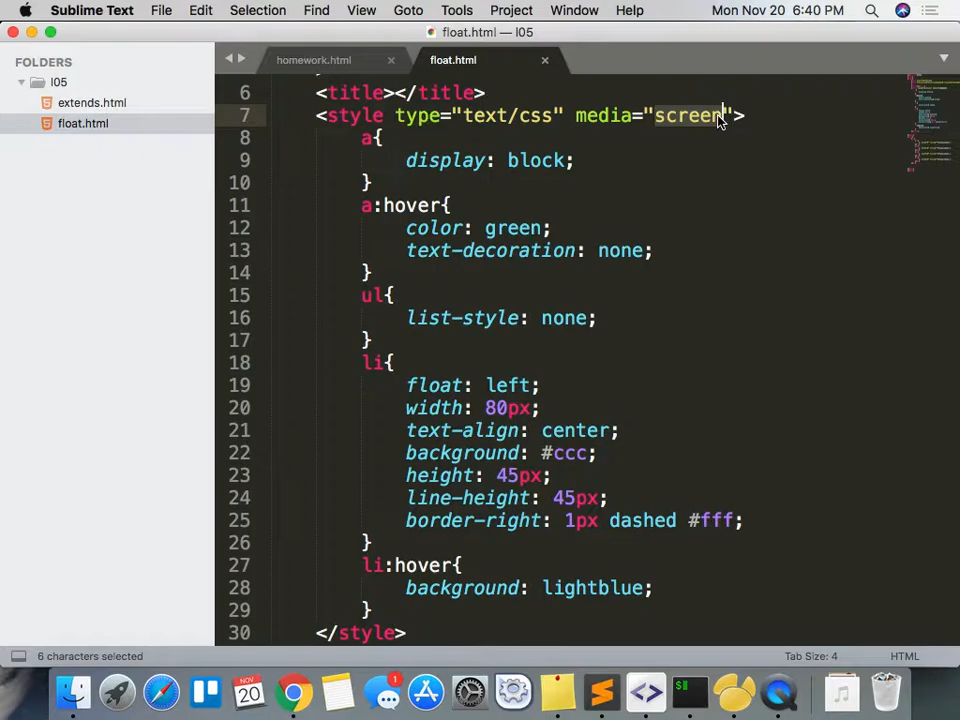 Sublime Text File Edit Selection Find View Goto Tools Project Window Help Mon Nov 20 6:40 PM
float.html — l05
FOLDERS
l05
extends.html
float.html
homework.html
float.html
6 <title></title>
7 <style type="text/css" media="screen">
8 a{
9 display: block;
10 }
11 a:hover{
12 color: green;
13 text-decoration: none;
14 }
15 ul{
16 list-style: none;
17 }
18 li{
19 float: left;
20 width: 80px;
21 text-align: center;
22 background: #ccc;
23 height: 45px;
24 line-height: 45px;
25 border-right: 1px dashed #fff;
26 }
27 li:hover{
28 background: lightblue;
29 }
30 </style>
6 characters selected Tab Size: 4 HTML
NOV
20
1